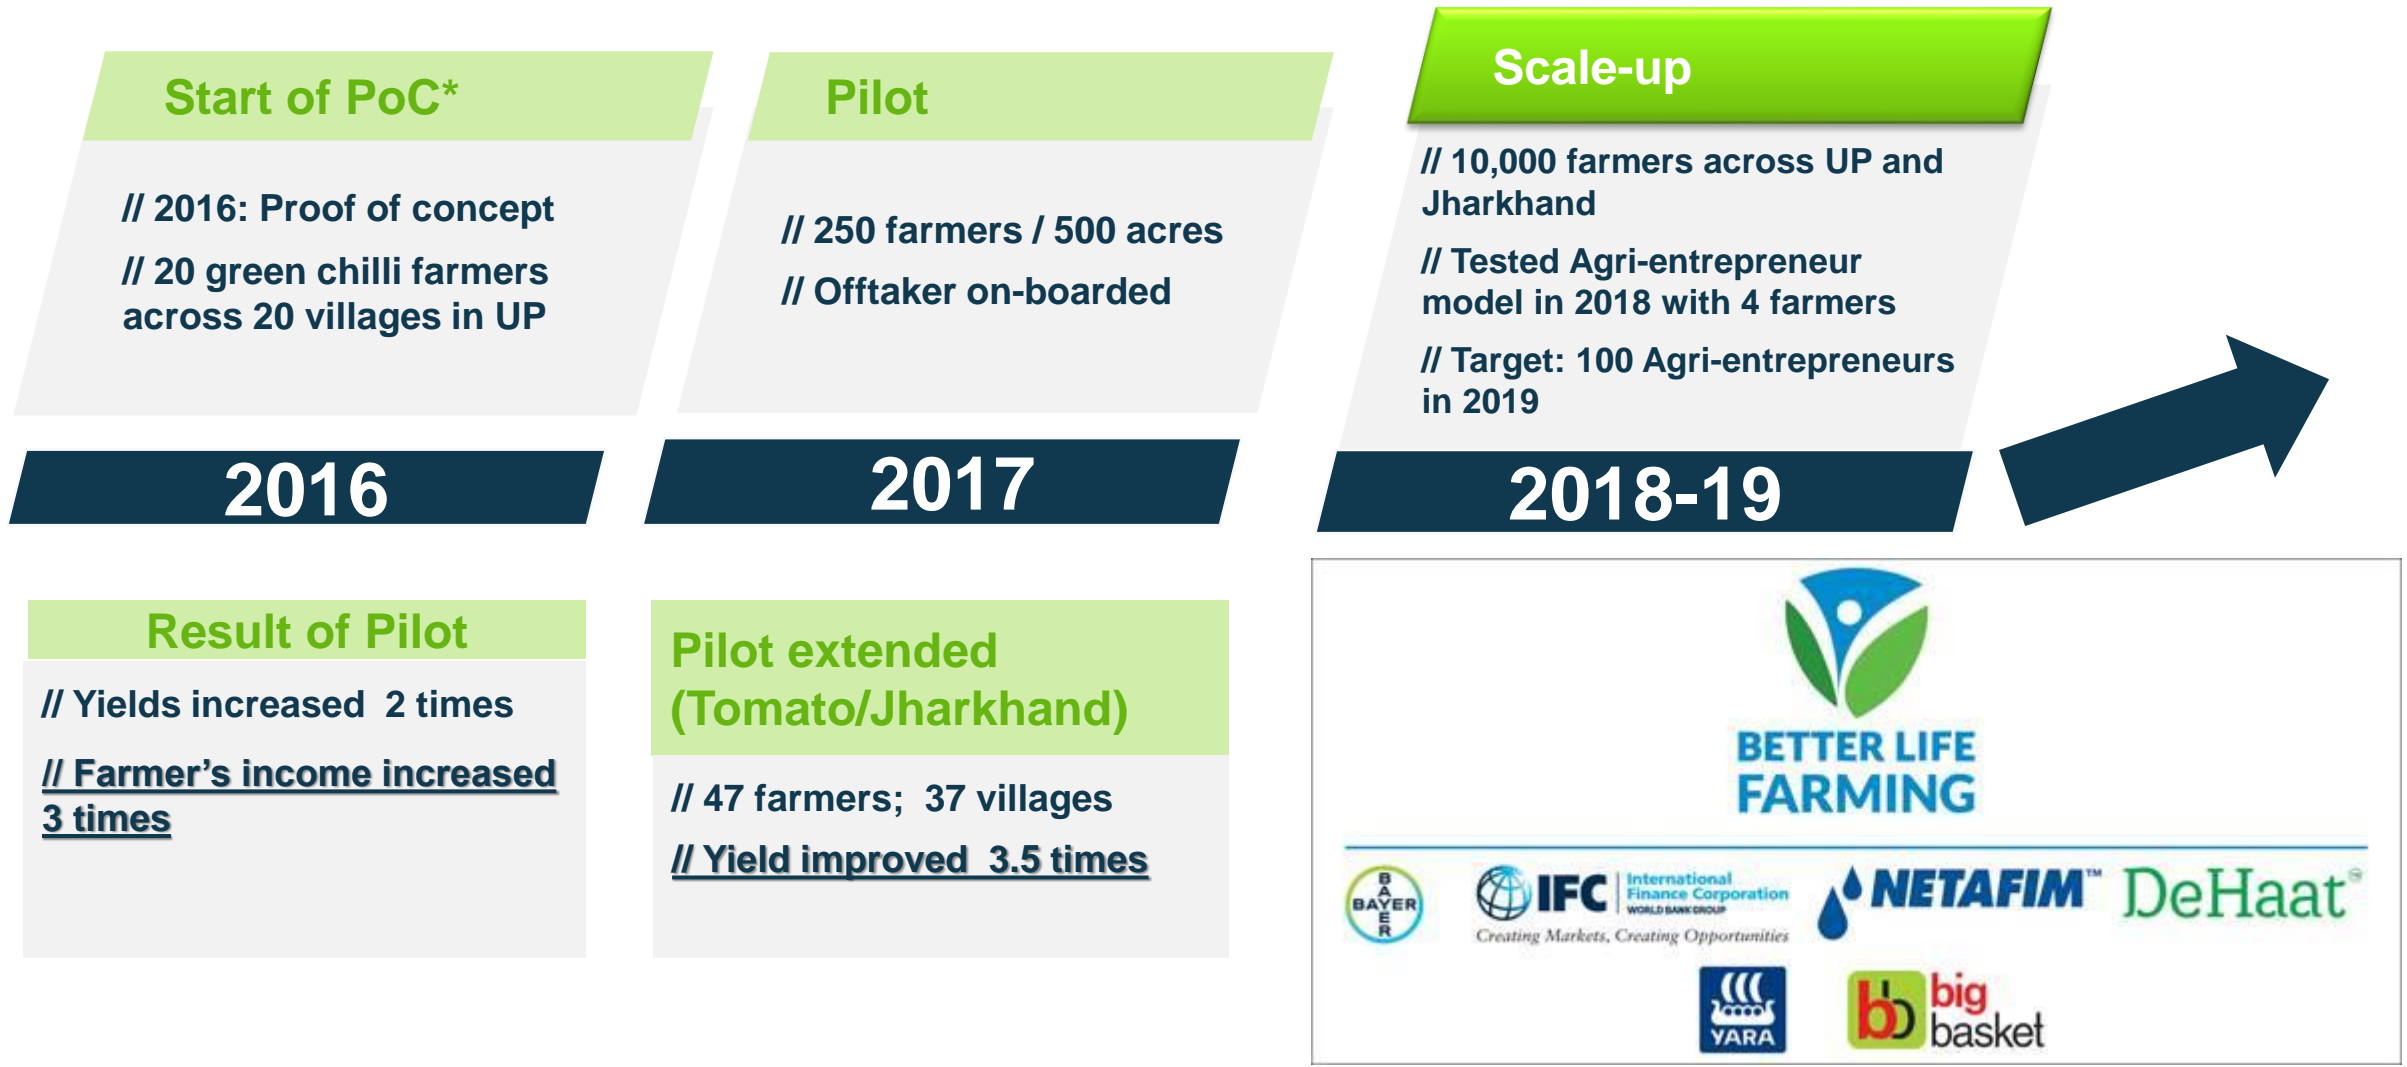 Start of PoC*
// 2016: Proof of concept
// 20 green chilli farmers
across 20 villages in UP
2016
Pilot
// 250 farmers / 500 acres
// Offtaker on-boarded
2017
Scale-up
// 10,000 farmers across UP and
Jharkhand
// Tested Agri-entrepreneur
model in 2018 with 4 farmers
// Target: 100 Agri-entrepreneurs
in 2019
2018-19
Result of Pilot
// Yields increased  2 times
// Farmer’s income increased
3 times
Pilot extended
(Tomato/Jharkhand)
// 47 farmers;  37 villages
// Yield improved  3.5 times
BETTER LIFE
FARMING
BAYER
BAYER
IFC
International
Finance Corporation
WORLD BANK GROUP
Creating Markets, Creating Opportunities
NETAFIM™
DeHaat®
YARA
bb
big
basket